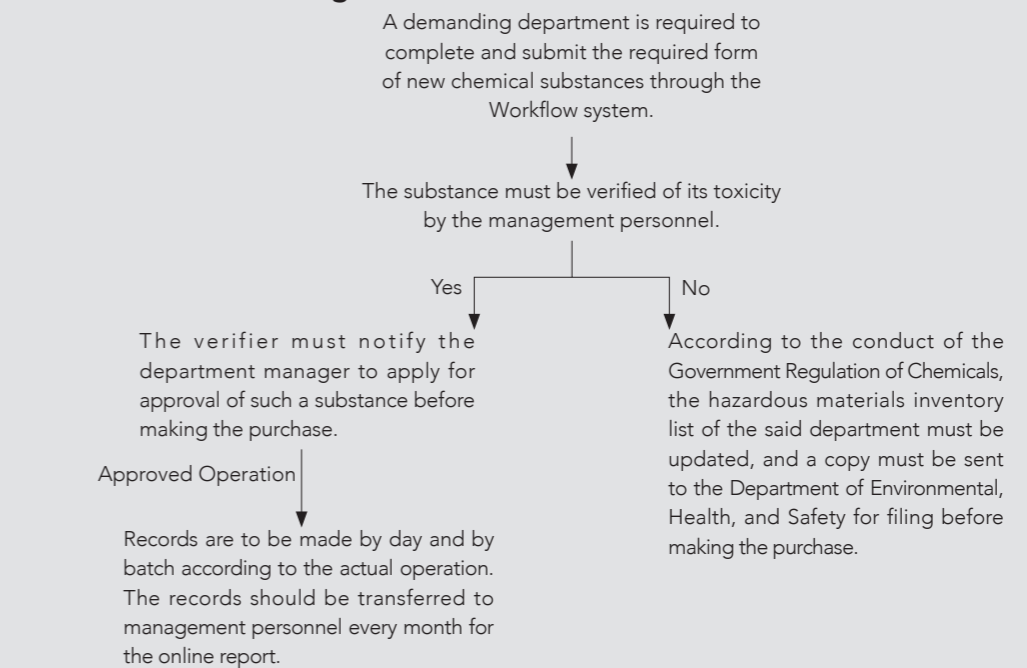 A demanding department is required to
complete and submit the required form
of new chemical substances through the
Workflow system.
The substance must be verified of its toxicity
by the management personnel.
Yes
No
The verifier must notify the
department manager to apply for
approval of such a substance before
making the purchase.
According to the conduct of the
Government Regulation of Chemicals,
the hazardous materials inventory
list of the said department must be
updated, and a copy must be sent
to the Department of Environmental,
Health, and Safety for filing before
making the purchase.
Approved Operation
Records are to be made by day and by
batch according to the actual operation.
The records should be transferred to
management personnel every month for
the online report.